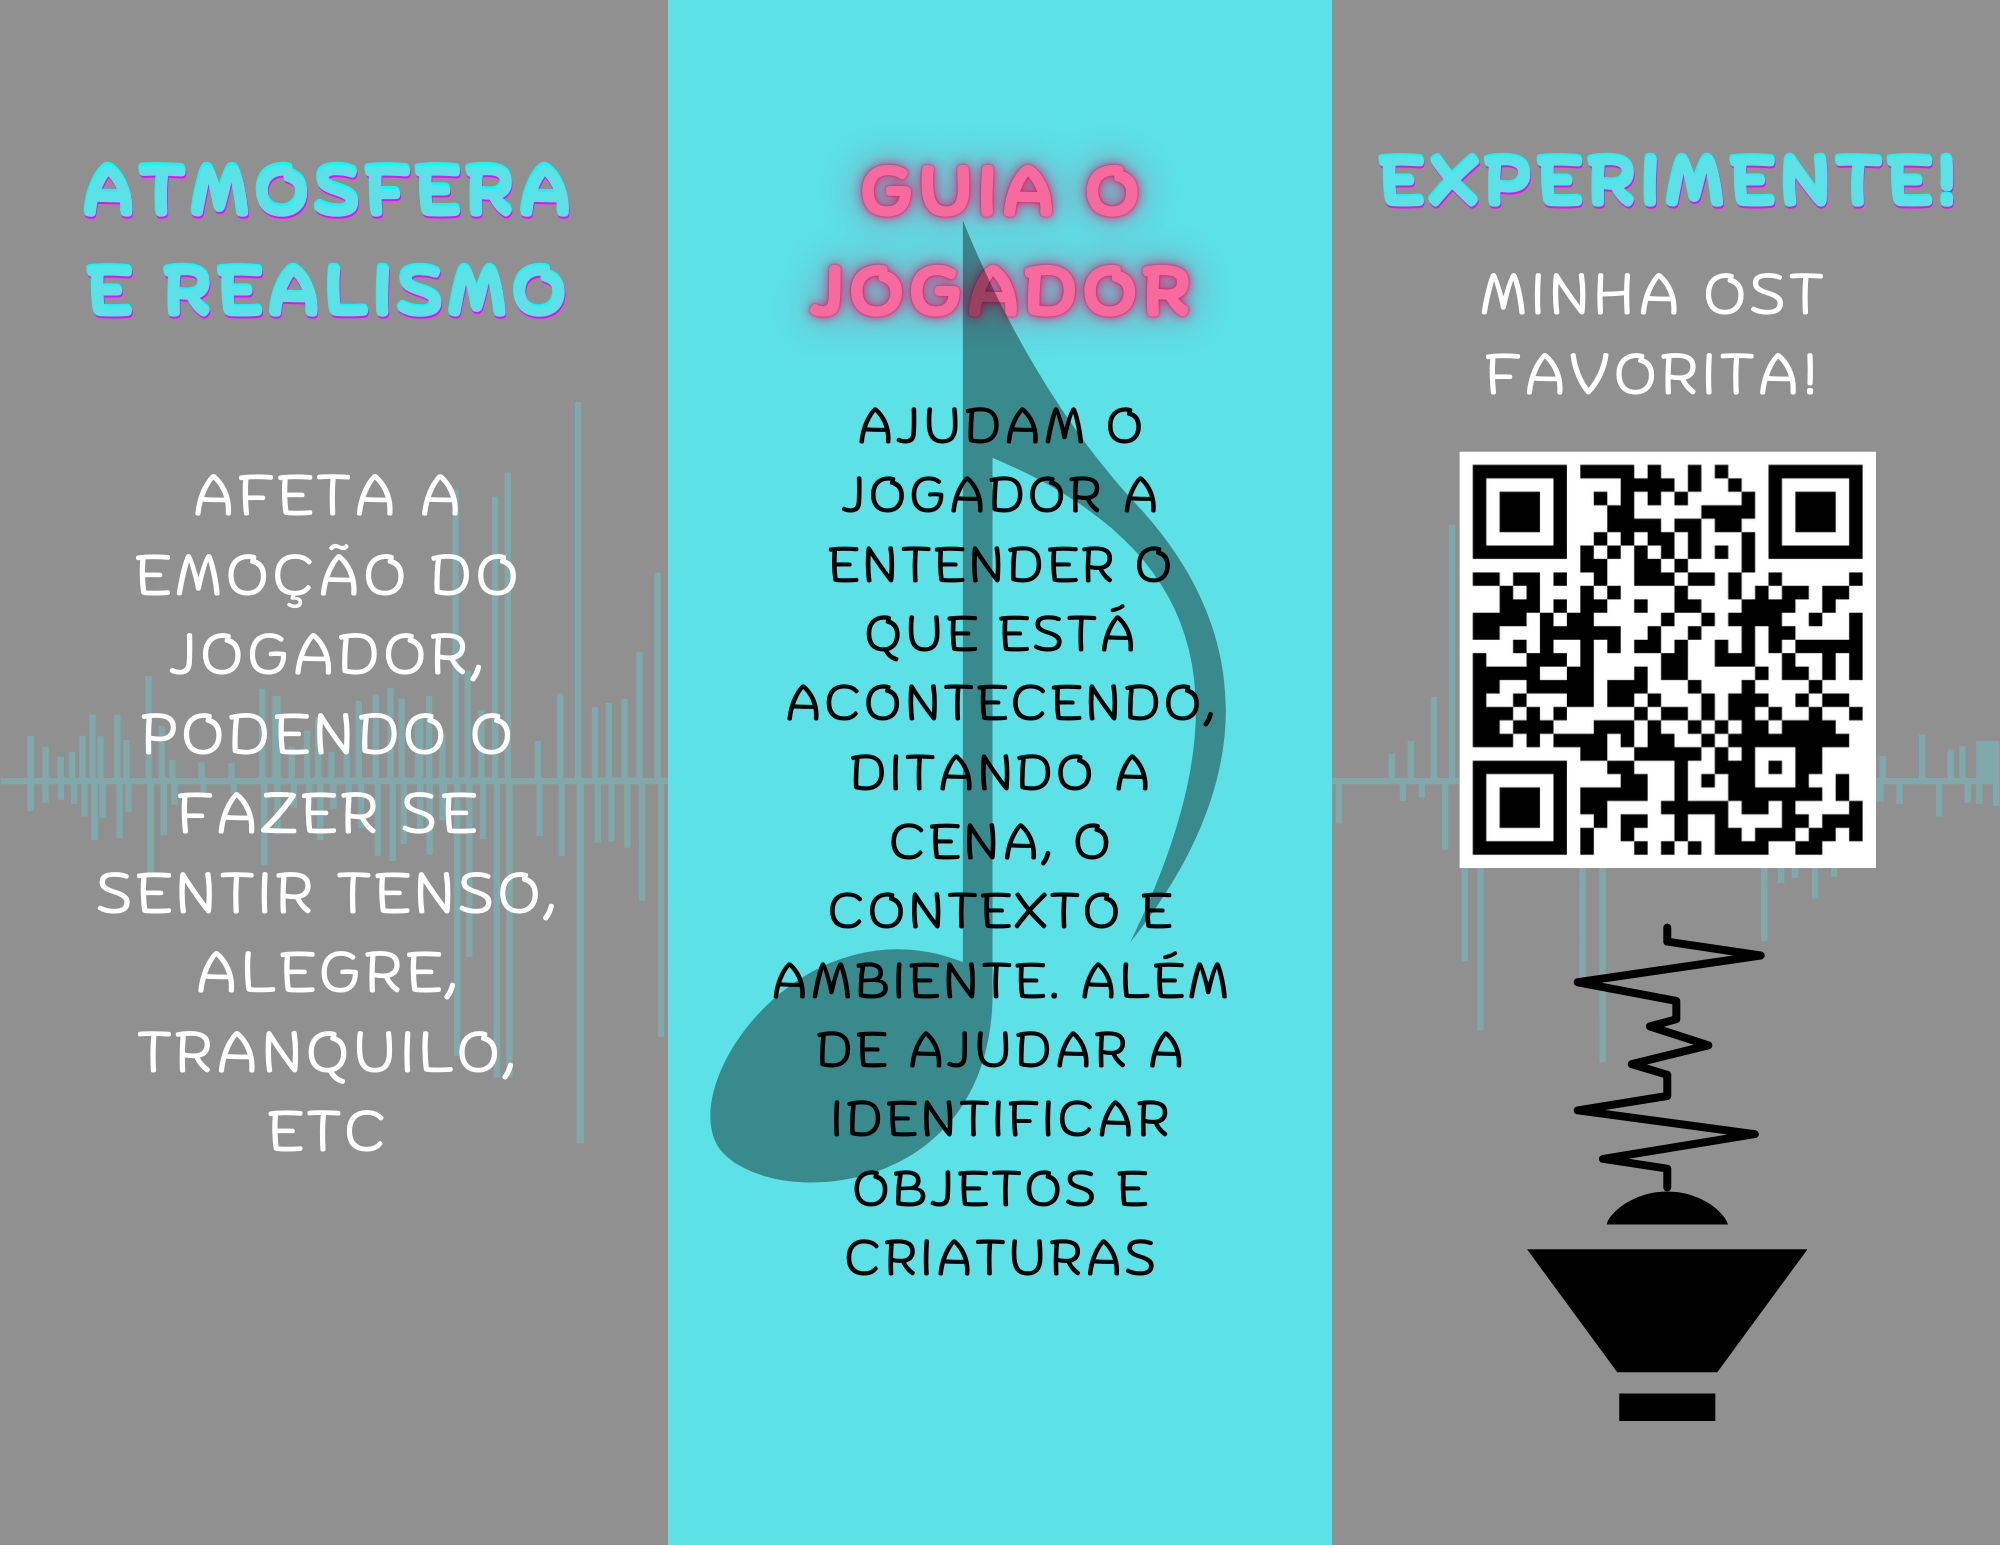 ATMOSFERA
E REALISMO
AFETA A
EMOÇÃO DO
JOGADOR,
PODENDO O
FAZER SE
SENTIR TENSO,
ALEGRE,
TRANQUILO,
ETC
GUIA O
JOGADOR
AJUDAM O
JOGADOR A
ENTENDER O
QUE ESTÁ
ACONTECENDO,
DITANDO A
CENA, O
CONTEXTO E
AMBIENTE. ALÉM
DE AJUDAR A
IDENTIFICAR
OBJETOS E
CRIATURAS
EXPERIMENTE!
MINHA OST
FAVORITA!